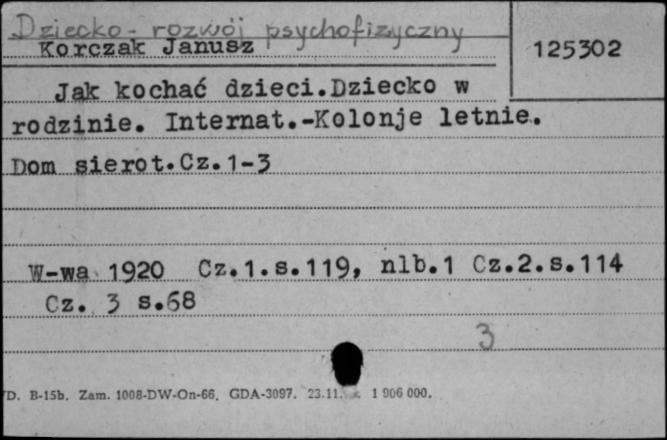 Dziecko - rozwój psychofizyczny
Korczak Janusz
125302
Jak kochać dzieci.Dziecko w
rodzinie. Internat.-Kolonje letnie.
Dom sierot.Cz.1-3
W-wa 1920 Cz.1.s.119, nlb.1 Cz.2.s.114
Cz. 3 s.68
3
D. B-15b. Zam. 1008-DW-On-66. GDA-3097. 23.11. 1 906 000.